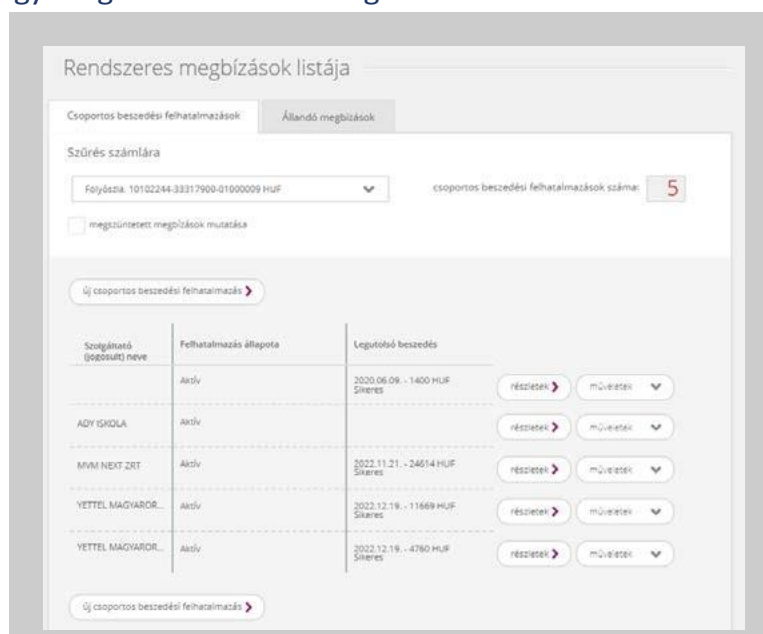 Rendszeres megbízások listája
Csoportos beszedési felhatalmazások
Állandó megbízások
Szűrés számlára
Folyószla. 10102244-33317900-01000009 HUF
csoportos beszedési felhatalmazások száma: 5
megszüntetett megbízások mutatása
új csoportos beszedési felhatalmazás
Szolgáltató (jogosult) neve Felhatalmazás állapota Legutolsó beszedés
Aktív 2020.06.09. - 1400 HUF Sikeres részletek műveletek
ADY ISKOLA Aktív részletek műveletek
MVM NEXT ZRT Aktív 2022.11.21. - 24614 HUF Sikeres részletek műveletek
YETTEL MAGYAROR... Aktív 2022.12.19. - 11669 HUF Sikeres részletek műveletek
YETTEL MAGYAROR... Aktív 2022.12.19. - 4760 HUF Sikeres részletek műveletek
új csoportos beszedési felhatalmazás